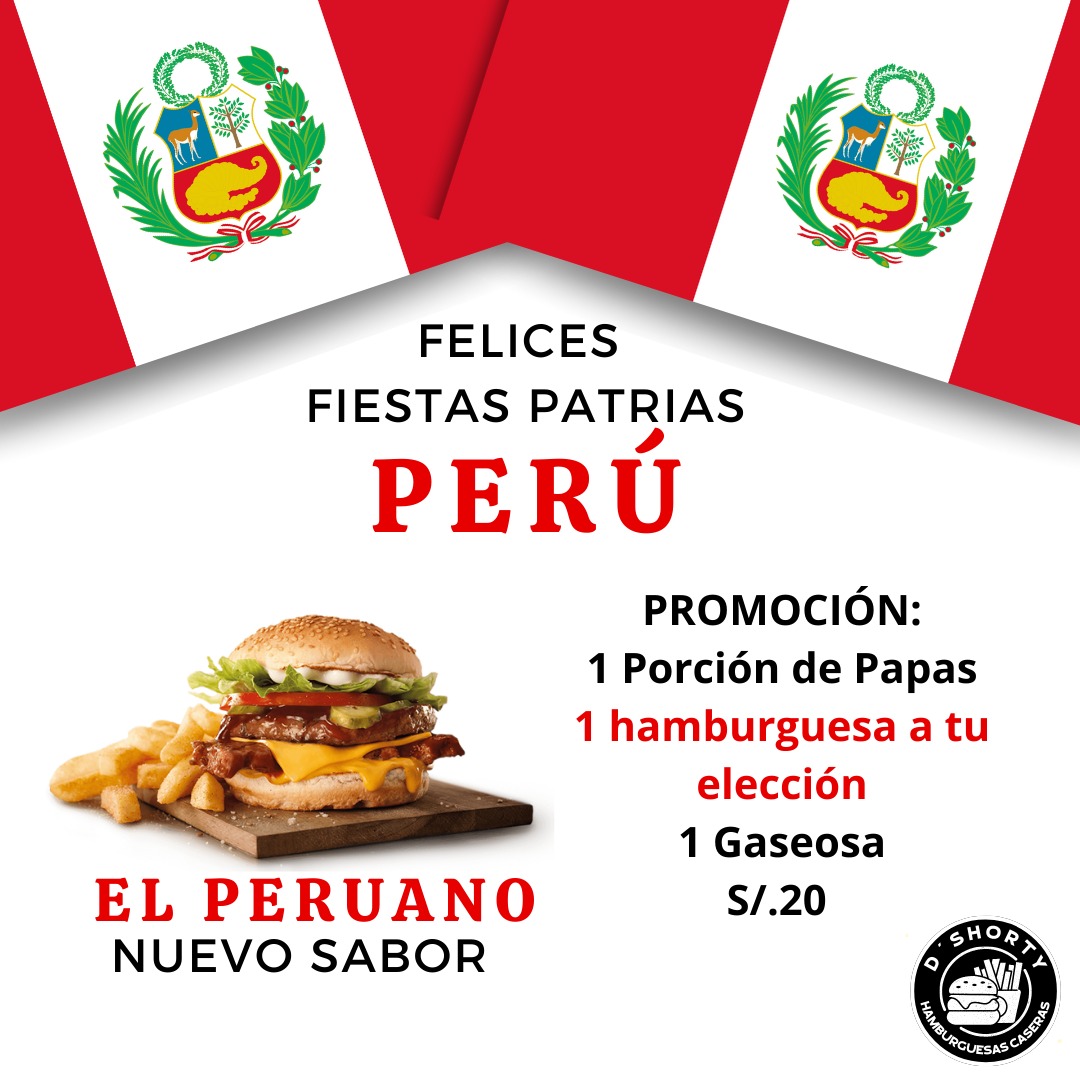 FELICES
FIESTAS PATRIAS
PERÚ
PROMOCIÓN:
1 Porción de Papas
1 hamburguesa a tu
elección
1 Gaseosa
S/.20
EL PERUANO
NUEVO SABOR
D´SHORTY
HAMBURGUESAS CASERAS